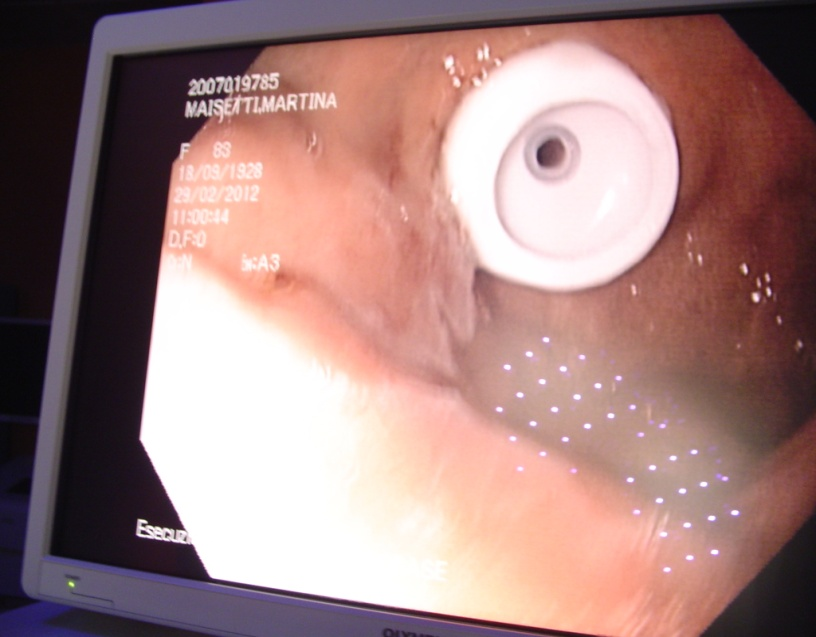 2007019785
MAISETTI,MARTINA
F 83
18/09/1928
29/02/2012
11:00:44
D.F:0
:A3
Esecuzi